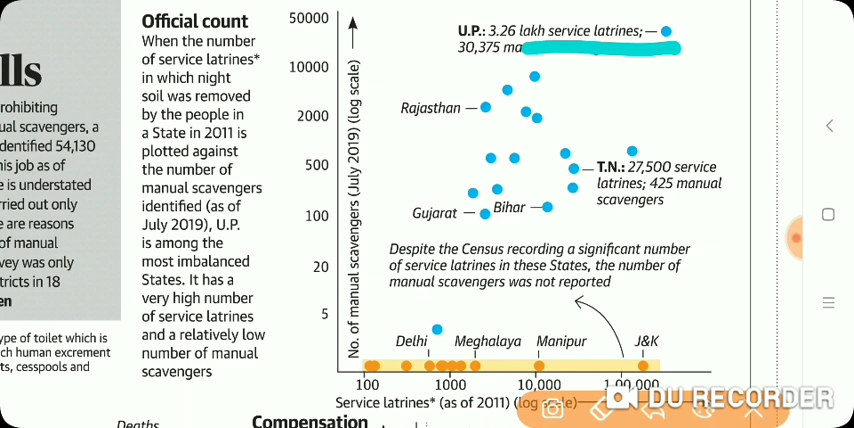 lls
rohibiting
ual scavengers, a
dentified 54,130
his job as of
e is understated
rried out only
e are reasons
of manual
vey was only
tricts in 18
en
ype of toilet which is
ch human excrement
ts, cesspools and
Official count
When the number
of service latrines*
in which night
soil was removed
by the people in
a State in 2011 is
plotted against
the number of
manual scavengers
identified (as of
July 2019), U.P.
is among the
most imbalanced
States. It has a
very high number
of service latrines
and a relatively low
number of manual
scavengers
No. of manual scavengers (July 2019) (log scale)
50000
10000
2000
500
100
20
5
U.P.: 3.26 lakh service latrines;
30,375 ma
Rajasthan
T.N.: 27,500 service
latrines; 425 manual
scavengers
Gujarat
Bihar
Despite the Census recording a significant number
of service latrines in these States, the number of
manual scavengers was not reported
Delhi
Meghalaya
Manipur
J&K
100
1000
10,000
1,00,000
Service latrines* (as of 2011) (log scale)
DU RECORDER
Deaths
Compensation